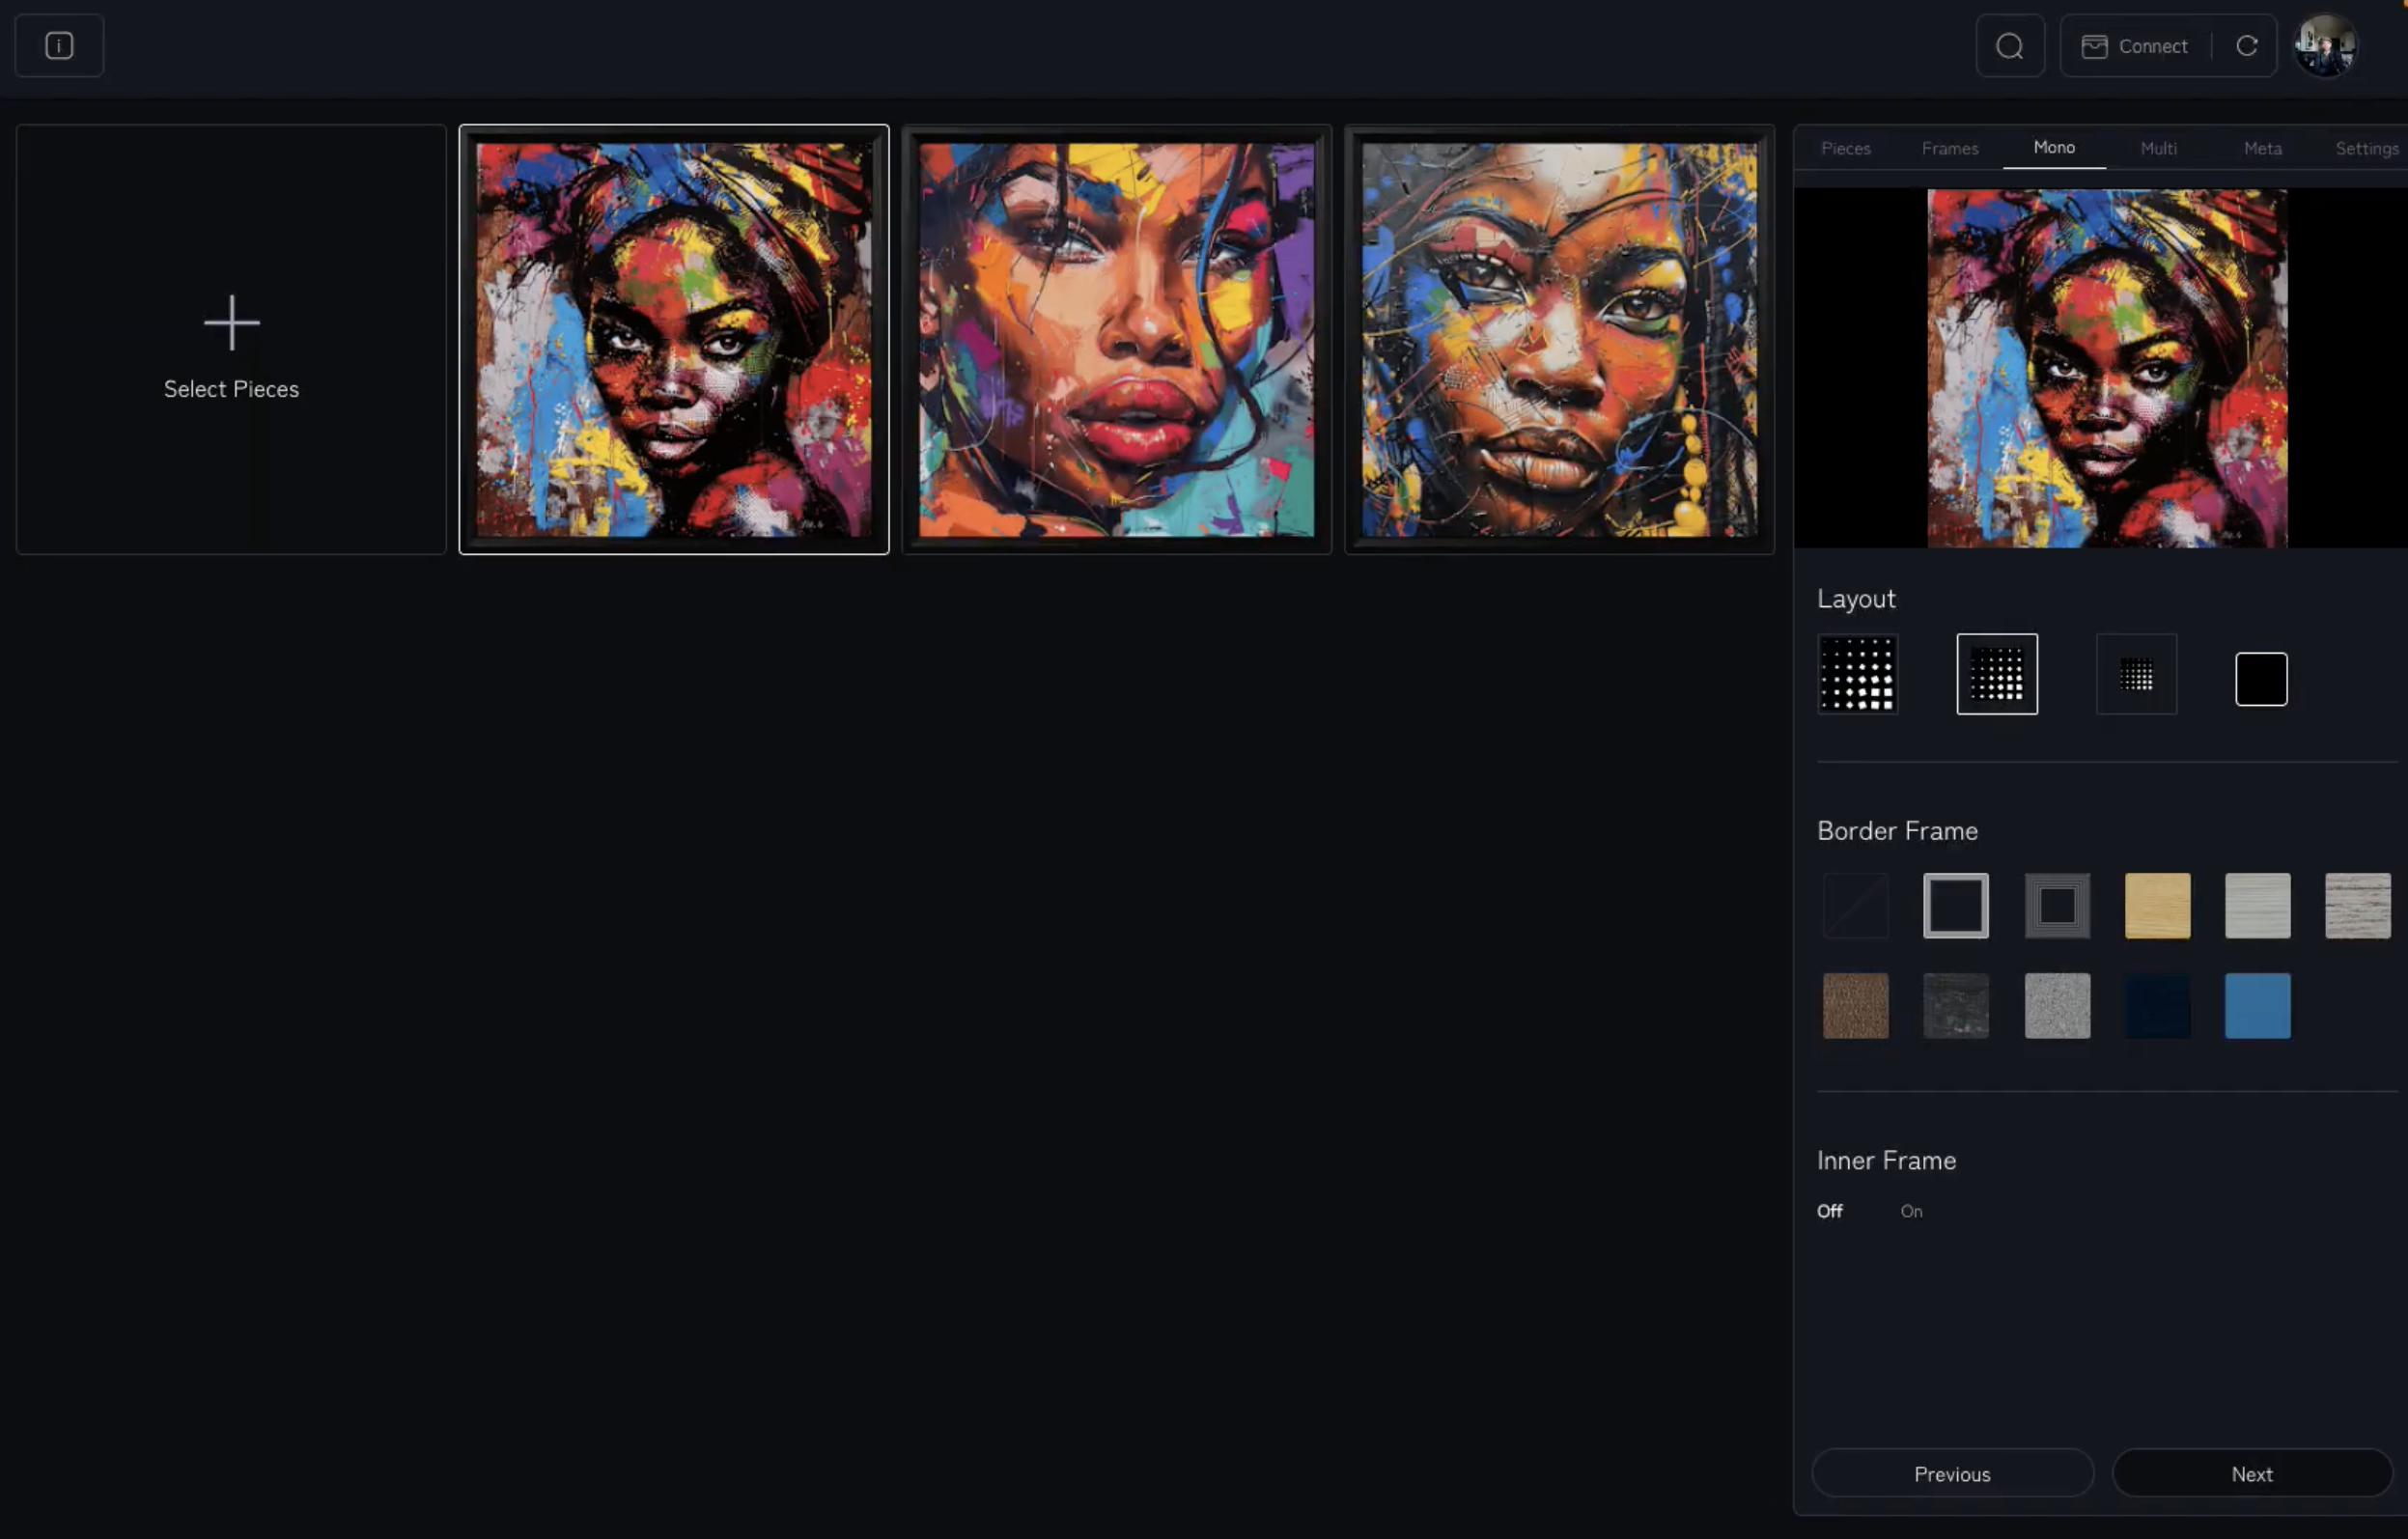 Connect
Select Pieces
Pieces Frames Mono Multi Meta Settings
Layout
Border Frame
Inner Frame
Off On
Previous Next